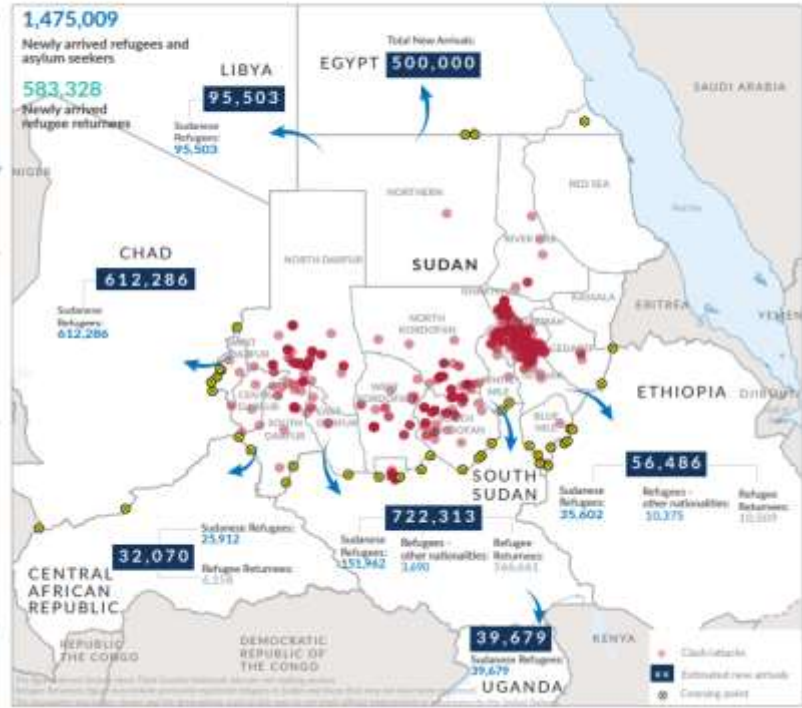 1,475,009
Newly arrived refugees and
asylum seekers
583,328
Newly arrived
refugee returnees
LIBYA
95,503
Sudanese
Refugees:
95,503
Total New Arrivals:
EGYPT 500,000
SAUDI ARABIA
NIGER
CHAD
612,286
Sudanese
Refugees:
612,286
NORTHERN
RED SEA
NORTH DARFUR
SUDAN
NORTH
KORDOFAN
KASSALA
ERITREA
YEMEN
ETHIOPIA
DJIBOUTI
56,486
Sudanese
Refugees:
35,602
Refugees -
other nationalities:
10,375
Refugee
Returnees:
BLUE
NILE
SOUTH
DARFUR
SOUTH
SUDAN
722,313
Sudanese
Refugees:
151,962
Refugees -
other nationalities:
3,690
Refugee
Returnees:
32,070
Sudanese Refugees:
25,912
Refugee Returnees:
CENTRAL
AFRICAN
REPUBLIC
REPUBLIC
THE CONGO
DEMOCRATIC
REPUBLIC OF
THE CONGO
39,679
Sudanese Refugees:
39,679
UGANDA
KENYA
Clash/attacks
Estimated new arrivals
Crossing point